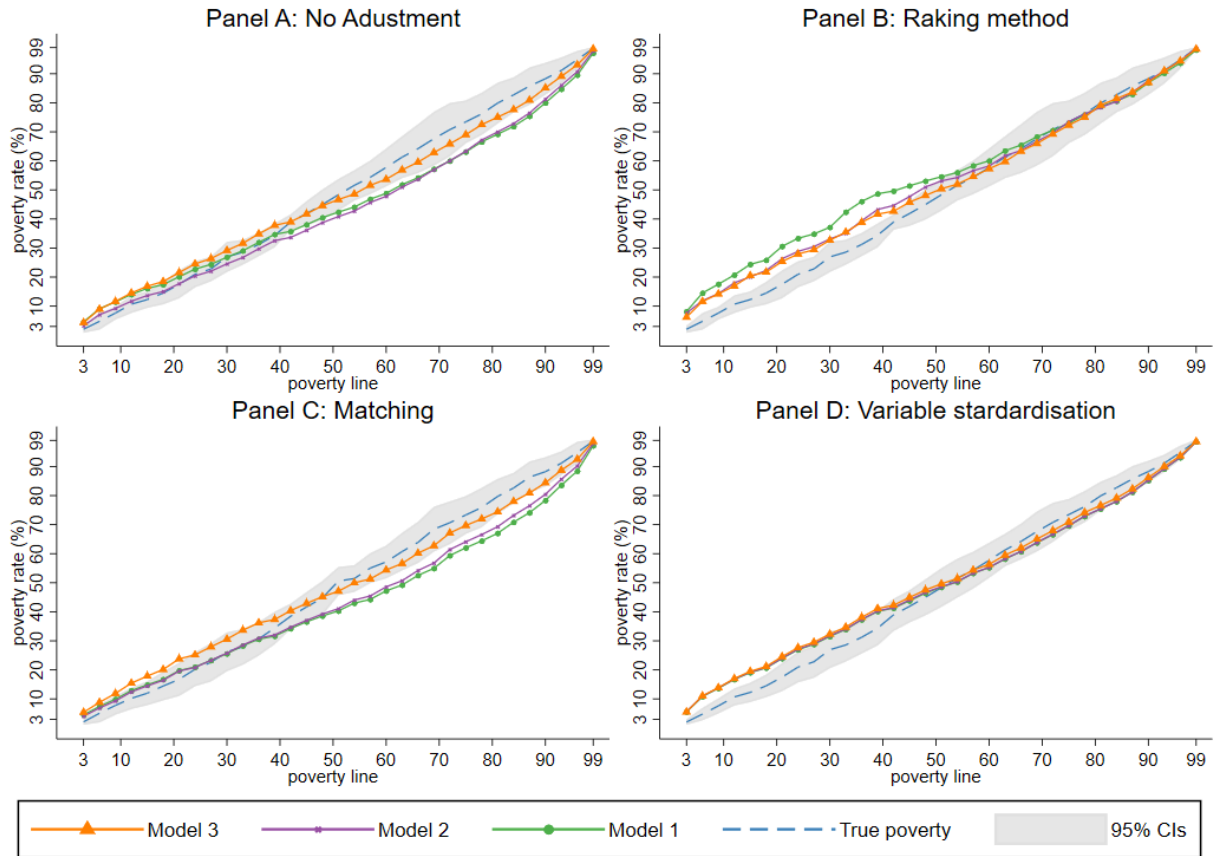 Panel A: No Adustment
Panel B: Raking method
poverty rate (%)
99
90
80
70
60
50
40
30
20
10
3
3 10 20 30 40 50 60 70 80 90 99
poverty line
poverty rate (%)
99
90
80
70
60
50
40
30
20
10
3
3 10 20 30 40 50 60 70 80 90 99
poverty line
Panel C: Matching
Panel D: Variable stardardisation
poverty rate (%)
99
90
80
70
60
50
40
30
20
10
3
3 10 20 30 40 50 60 70 80 90 99
poverty line
poverty rate (%)
99
90
80
70
60
50
40
30
20
10
3
3 10 20 30 40 50 60 70 80 90 99
poverty line
Model 3 Model 2 Model 1 True poverty 95% CIs